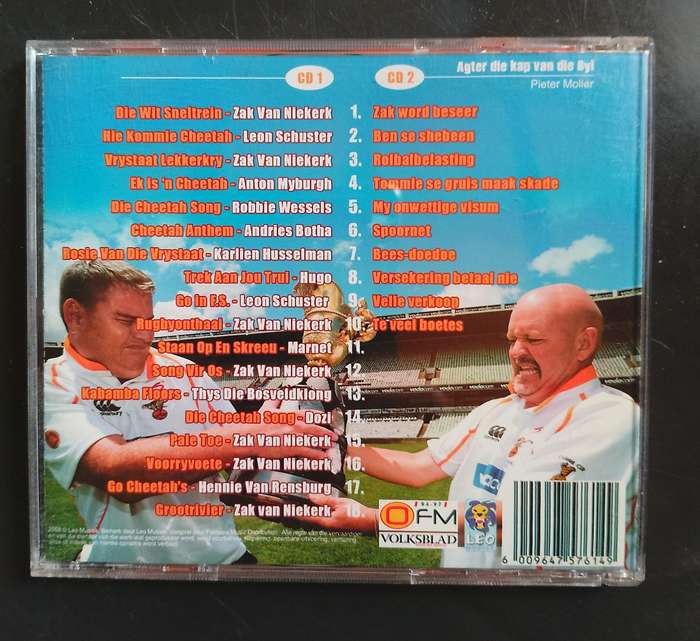 Agter die kap van die Byl
Pieter Moller
CD 1
CD 2
Die Wit Sneltrein - Zak Van Niekerk 1. Zak word beseer
Hie Kommie Cheetah - Leon Schuster 2. Ben se shebeen
Vrystaat Lekkerkry - Zak Van Niekerk 3. Rolbalbelasting
Ek is 'n Cheetah - Anton Myburgh 4. Tommie se gruis maak skade
Die Cheetah Song - Robbie Wessels 5. My onwettige visum
Cheetah Anthem - Andries Botha 6. Spoornet
Rosie Van Die Vrystaat - Karlien Husselman 7. Bees-doedoe
Trek Aan Jou Trui - Hugo 8. Versekering betaal nie
Go In F.S. - Leon Schuster 9. Velle verkoop
Rugbyonthaal - Zak Van Niekerk 10. Te veel boetes
Staan Op En Skreeu - Marnet 11.
Song Vir Os - Zak Van Niekerk 12.
Kabamba Floors - Thys Die Bosveldklong 13.
Die Cheetah Song - Dozi 14.
Pale Toe - Zak Van Niekerk 15.
Voorryvoete - Zak Van Niekerk 16.
Go Cheetah's - Hennie Van Rensburg 17.
Grootrivier - Zak van Niekerk 18.
94-97
OFM
VOLKSBLAD
LEO
6 009647 576149